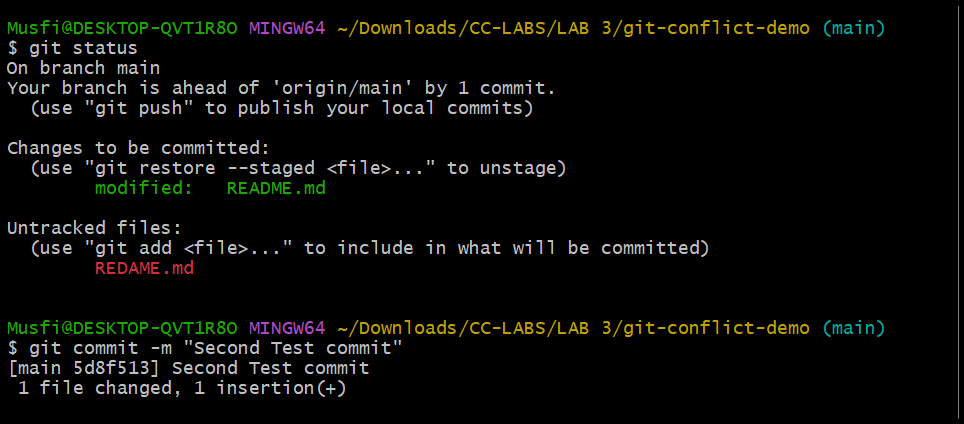 Musfi@DESKTOP-QVT1R8O MINGW64 ~/Downloads/CC-LABS/LAB 3/git-conflict-demo (main)
$ git status
On branch main
Your branch is ahead of 'origin/main' by 1 commit.
  (use "git push" to publish your local commits)

Changes to be committed:
  (use "git restore --staged <file>..." to unstage)
        modified:   README.md

Untracked files:
  (use "git add <file>..." to include in what will be committed)
        REDAME.md

Musfi@DESKTOP-QVT1R8O MINGW64 ~/Downloads/CC-LABS/LAB 3/git-conflict-demo (main)
$ git commit -m "Second Test commit"
[main 5d8f513] Second Test commit
 1 file changed, 1 insertion(+)